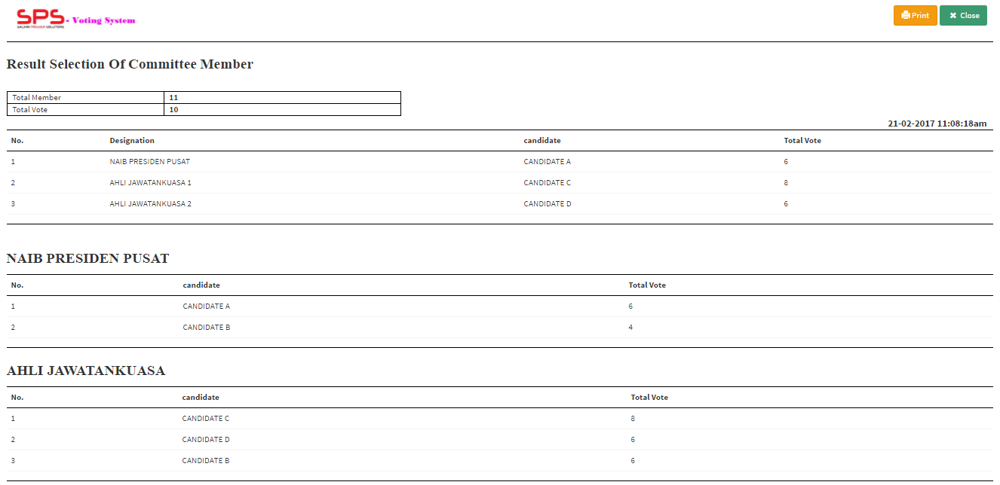 SPS - Voting System
SALIHIN PREMIER SOLUTIONS
Print
Close
Result Selection Of Committee Member
Total Member 11
Total Vote 10
21-02-2017 11:08:18am
No. Designation candidate Total Vote
1 NAIB PRESIDEN PUSAT CANDIDATE A 6
2 AHLI JAWATANKUASA 1 CANDIDATE C 8
3 AHLI JAWATANKUASA 2 CANDIDATE D 6
NAIB PRESIDEN PUSAT
No. candidate Total Vote
1 CANDIDATE A 6
2 CANDIDATE B 4
AHLI JAWATANKUASA
No. candidate Total Vote
1 CANDIDATE C 8
2 CANDIDATE D 6
3 CANDIDATE B 6